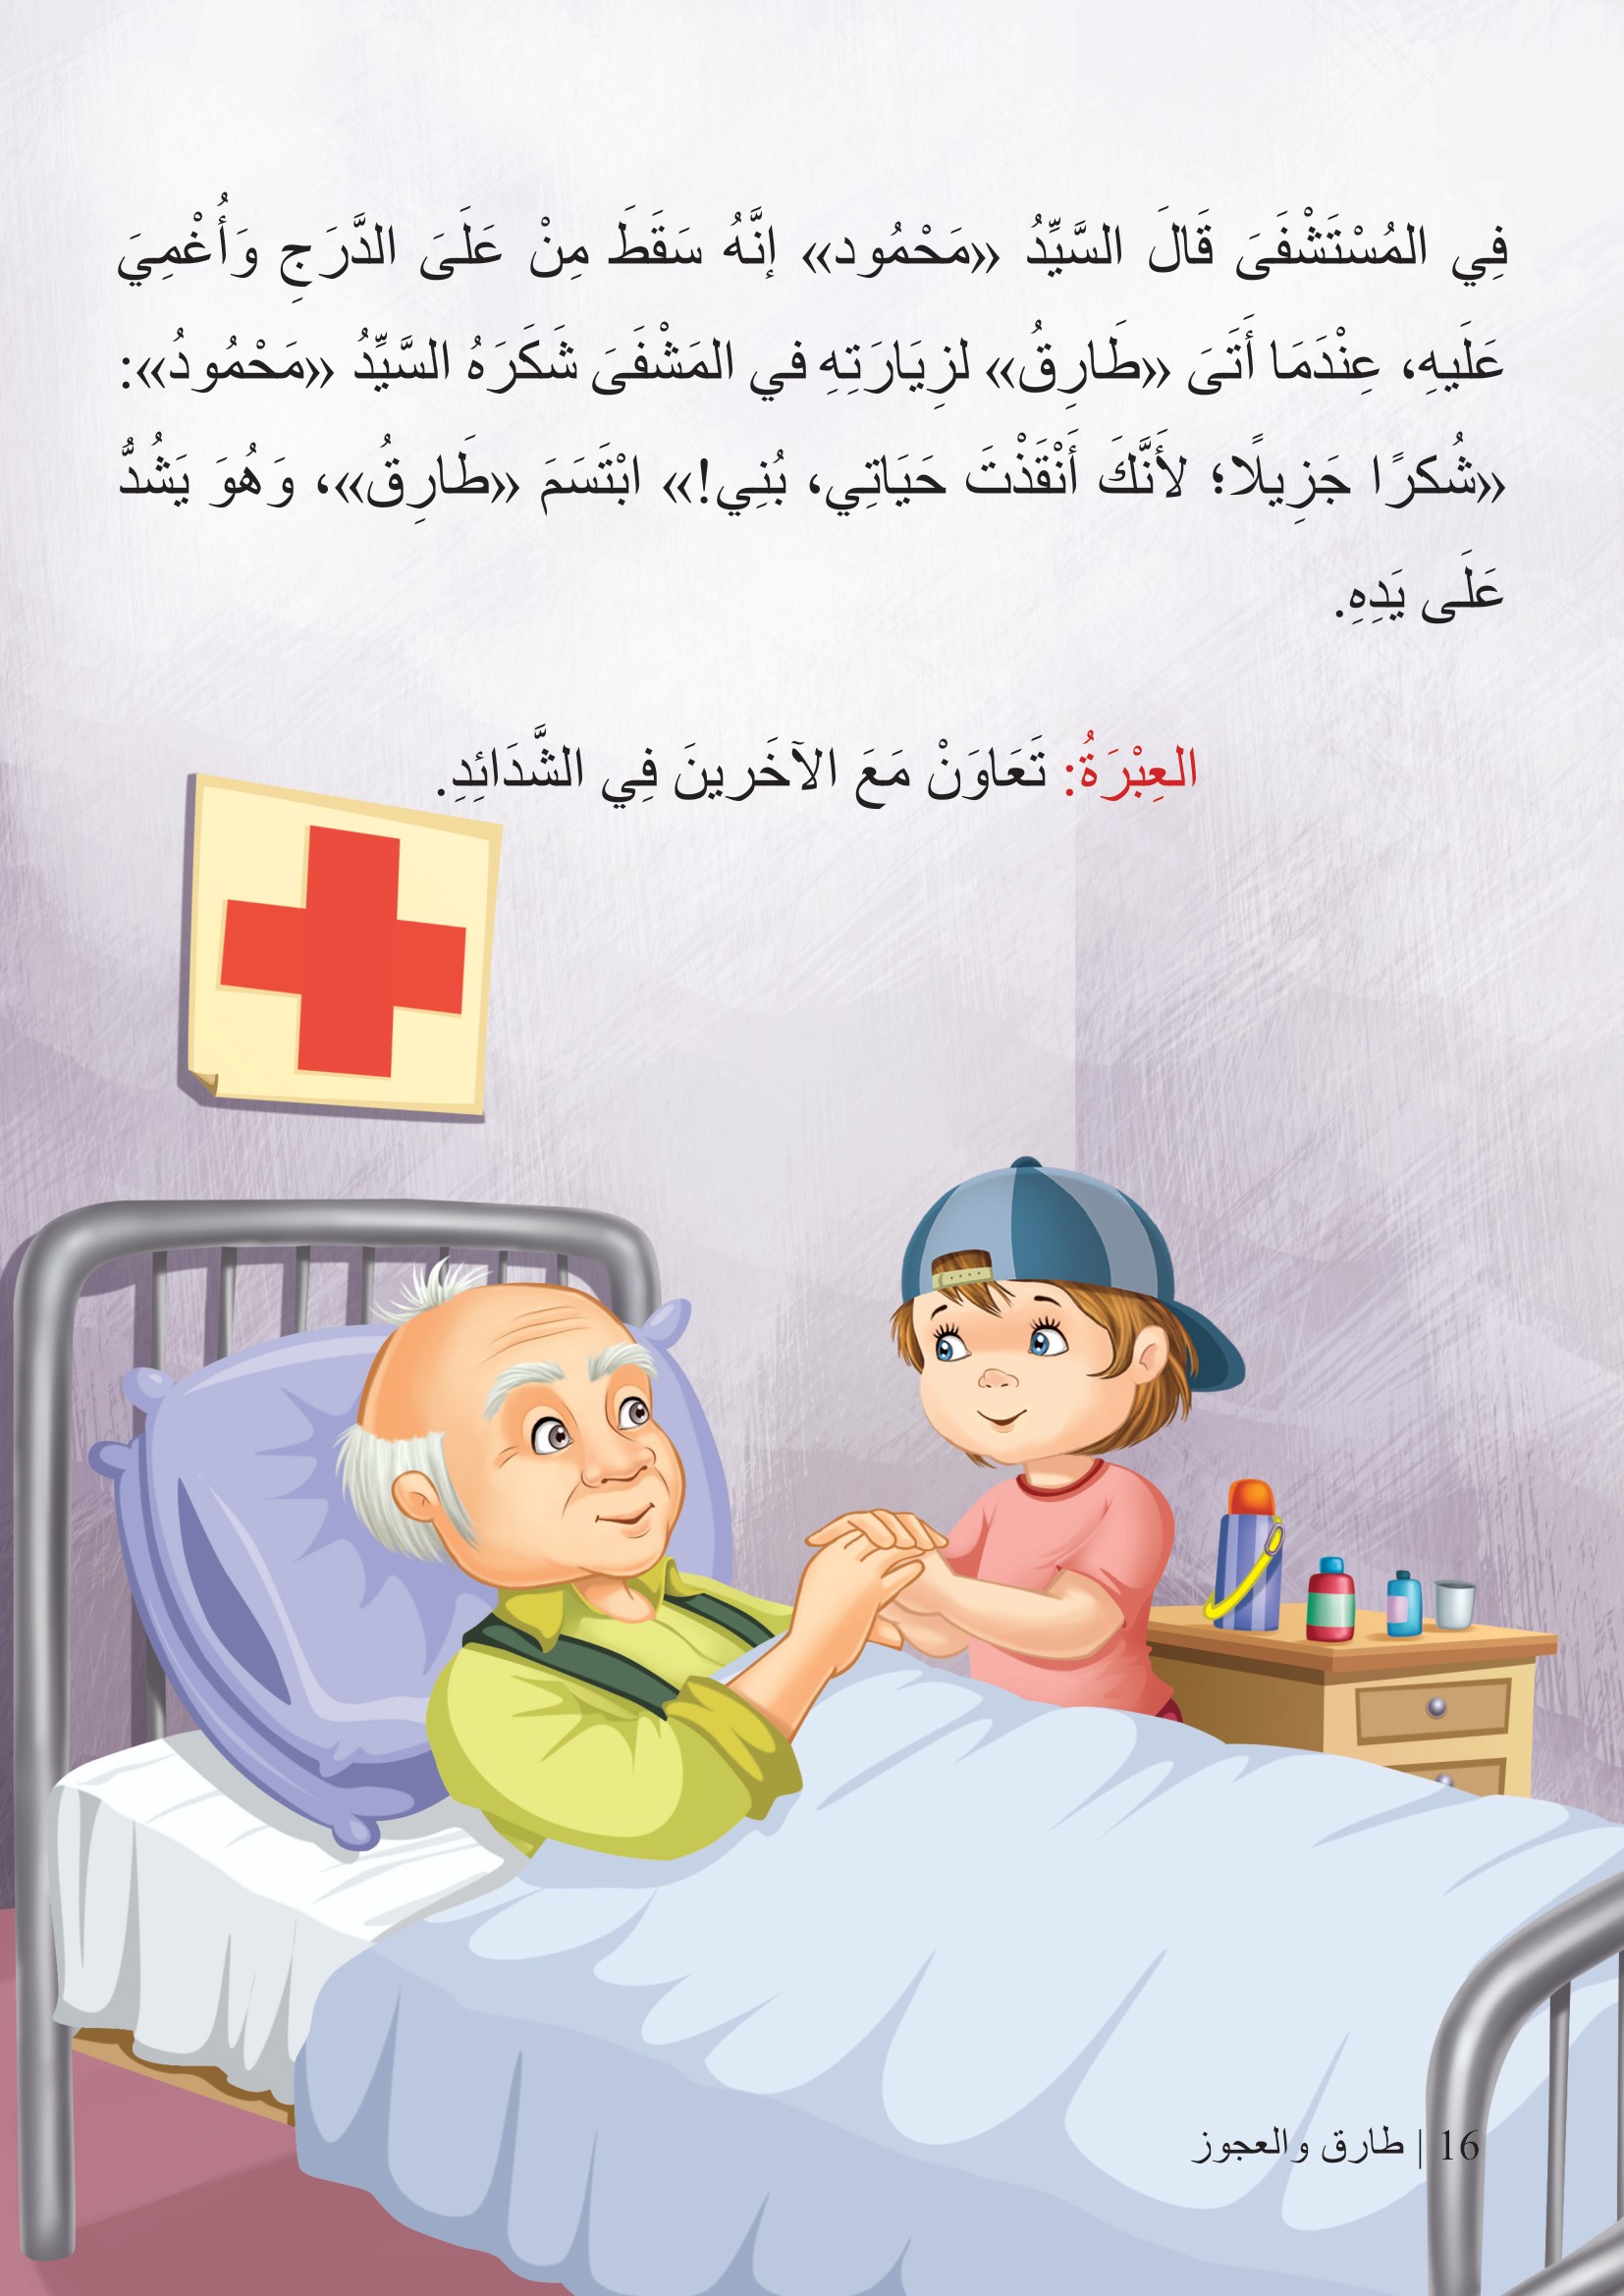 فِي المُسْتَشْفَىَ قَالَ السَّيِّدُ «مَحْمُود» إنَّهُ سَقَطَ مِنْ عَلَىَ الدَّرَجِ وَأُغْمِيَ
عَلَيهِ، عِنْدَمَا أَتَىَ «طَارِقُ» لزِيَارَتِهِ في المَشْفَىَ شَكَرَهُ السَّيِّدُ «مَحْمُودُ»:
«شُكرًا جَزِيلًا؛ لأَنَّكَ أَنْقَذْتَ حَيَاتِي، بُنِي!» ابْتَسَمَ «طَارِقُ»، وَهُوَ يَشُدُّ
عَلَى يَدِهِ.
العِبْرَةُ: تَعَاوَنْ مَعَ الآخَرينَ فِي الشَّدَائِدِ.
16 | طارق والعجوز